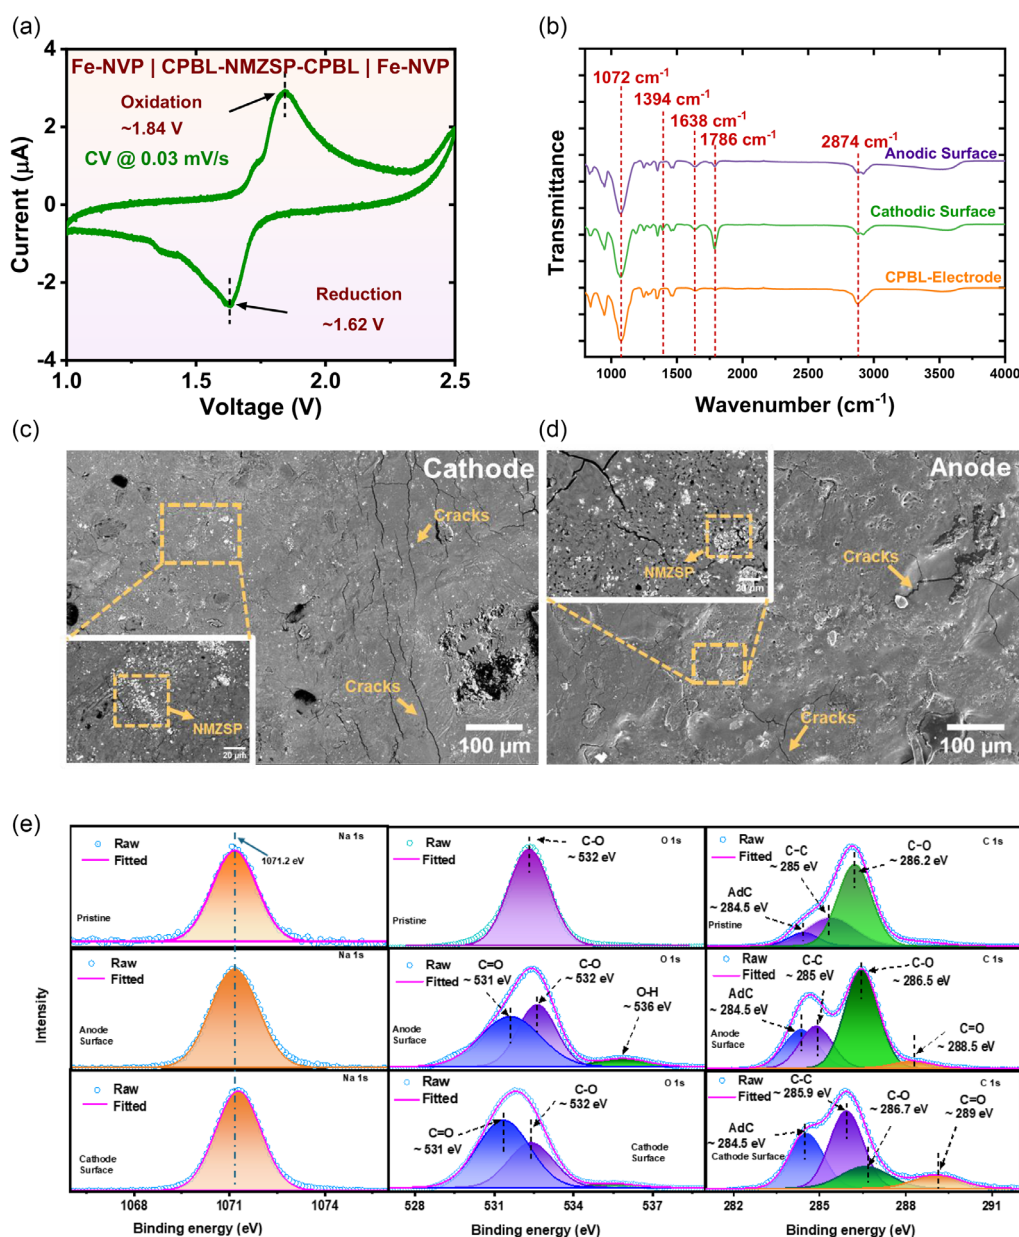 (a)
Fe-NVP | CPBL-NMZSP-CPBL | Fe-NVP
Oxidation
~1.84 V
CV @ 0.03 mV/s
Reduction
~1.62 V
Current (µA)
4
2
0
-2
-4
1.0
1.5
2.0
2.5
Voltage (V)
(b)
1072 cm-1
1394 cm-1
1638 cm-1
1786 cm-1
2874 cm-1
Anodic Surface
Cathodic Surface
CPBL-Electrode
Transmittance
1000
1500
2000
2500
3000
3500
4000
Wavenumber (cm-1)
(c)
Cathode
Cracks
Cracks
NMZSP
20 µm
100 µm
(d)
Anode
NMZSP
20 µm
Cracks
Cracks
100 µm
(e)
Intensity
Raw
Fitted
Na 1s
1071.2 eV
Pristine
Raw
Fitted
O 1s
C-O
~ 532 eV
Pristine
Raw
Fitted
C 1s
C-C
~ 285 eV
C-O
~ 286.2 eV
AdC
~ 284.5 eV
Pristine
Raw
Fitted
Na 1s
Anode
Surface
Raw
Fitted
O 1s
C=O
~ 531 eV
C-O
~ 532 eV
O-H
~ 536 eV
Anode
Surface
Raw
Fitted
C 1s
C-C
~ 285 eV
C-O
~ 286.5 eV
AdC
~ 284.5 eV
C=O
~ 288.5 eV
Anode
Surface
Raw
Fitted
Na 1s
Cathode
Surface
Raw
Fitted
O 1s
C-O
~ 532 eV
C=O
~ 531 eV
Cathode
Surface
Raw
Fitted
C 1s
C-C
~ 285.9 eV
C-O
~ 286.7 eV
C=O
~ 289 eV
AdC
~ 284.5 eV
Cathode Surface
1068
1071
1074
Binding energy (eV)
528
531
534
537
Binding energy (eV)
282
285
288
291
Binding energy (eV)